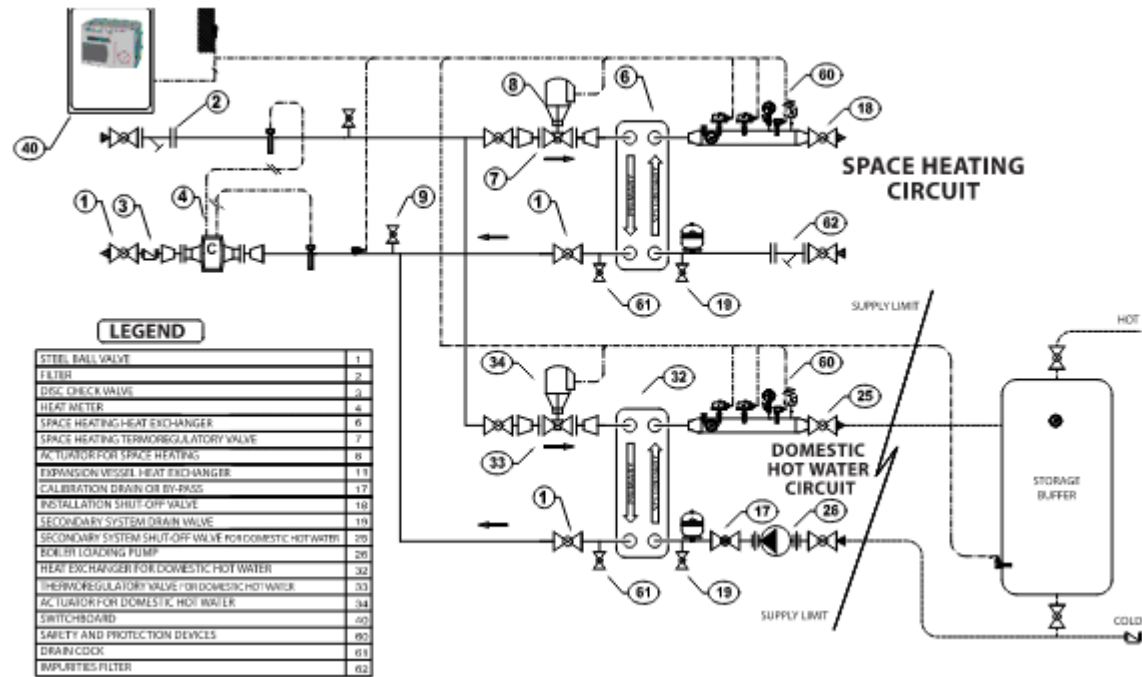 2
8
6
60
18
40
7
SPACE HEATING
CIRCUIT
1
3
4
9
1
62
C
PRIMARY
SECONDARY
61
19
SUPPLY LIMIT
HOT
LEGEND
STEEL BALL VALVE 1
FILTER 2
DISC CHECK VALVE 3
HEAT METER 4
SPACE HEATING HEAT EXCHANGER 6
SPACE HEATING TERMOREGULATORY VALVE 7
ACTUATOR FOR SPACE HEATING 8
EXPANSION VESSEL HEAT EXCHANGER 11
CALIBRATION DRAIN OR BY-PASS 17
INSTALLATION SHUT-OFF VALVE 18
SECONDARY SYSTEM DRAIN VALVE 19
SECONDARY SYSTEM SHUT-OFF VALVE FOR DOMESTIC HOT WATER 25
BOILER LOADING PUMP 26
HEAT EXCHANGER FOR DOMESTIC HOT WATER 32
THERMOREGULATORY VALVE FOR DOMESTIC HOT WATER 33
ACTUATOR FOR DOMESTIC HOT WATER 34
SWITCHBOARD 40
SAFETY AND PROTECTION DEVICES 60
DRAIN COCK 61
IMPURITIES FILTER 62
34
32
60
25
33
DOMESTIC
HOT WATER
CIRCUIT
STORAGE
BUFFER
1
17
26
PRIMARY
SECONDARY
61
19
SUPPLY LIMIT
COLD